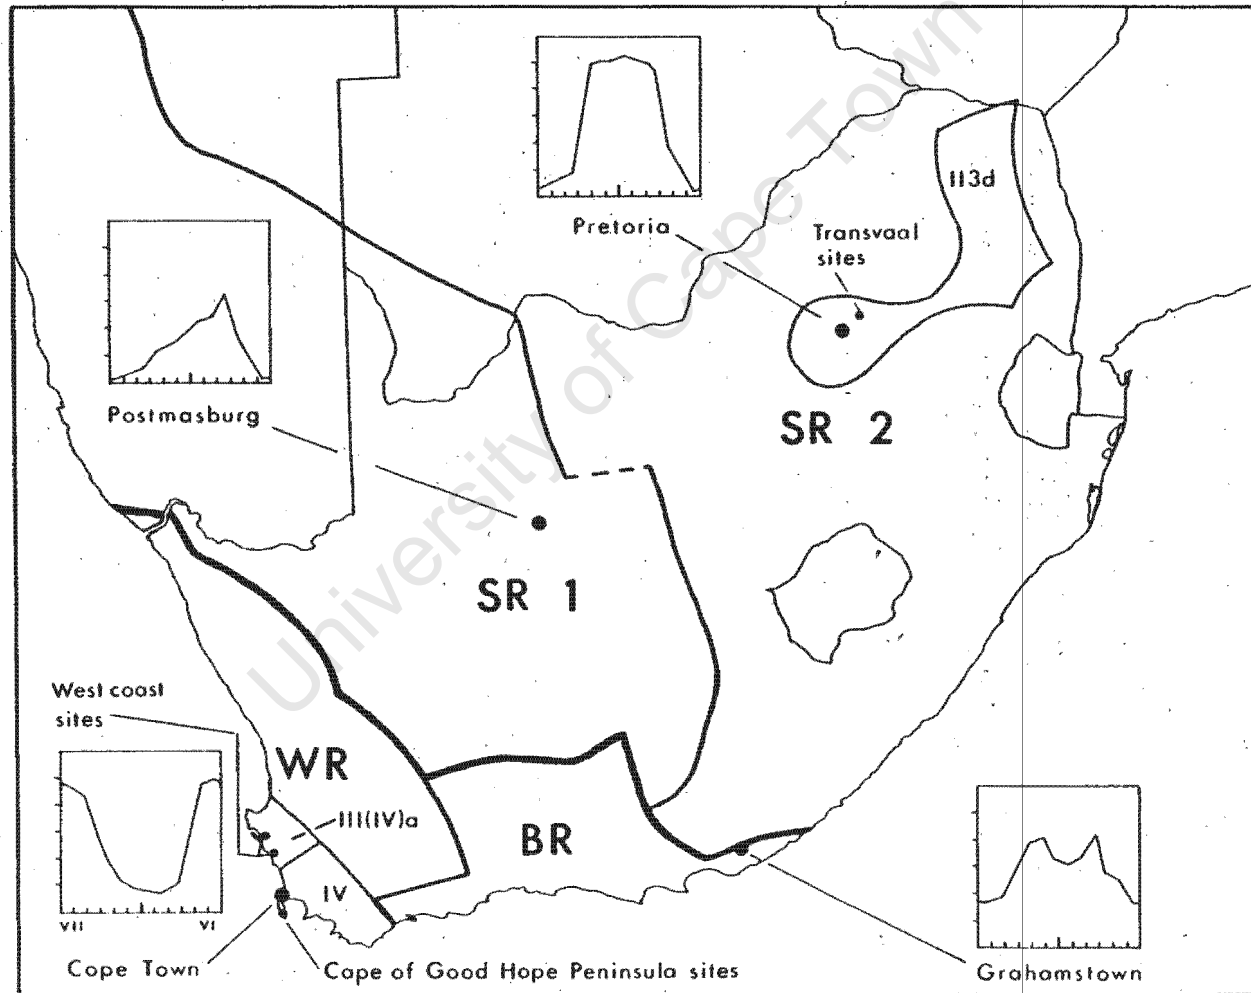 University of Cape Town
113d
Pretoria
Transvaal
sites
Postmasburg
SR 2
SR 1
West coast
sites
WR
III(IV)a
BR
IV
VII
VI
Cope Town
Cape of Good Hope Peninsula sites
Grahamstown